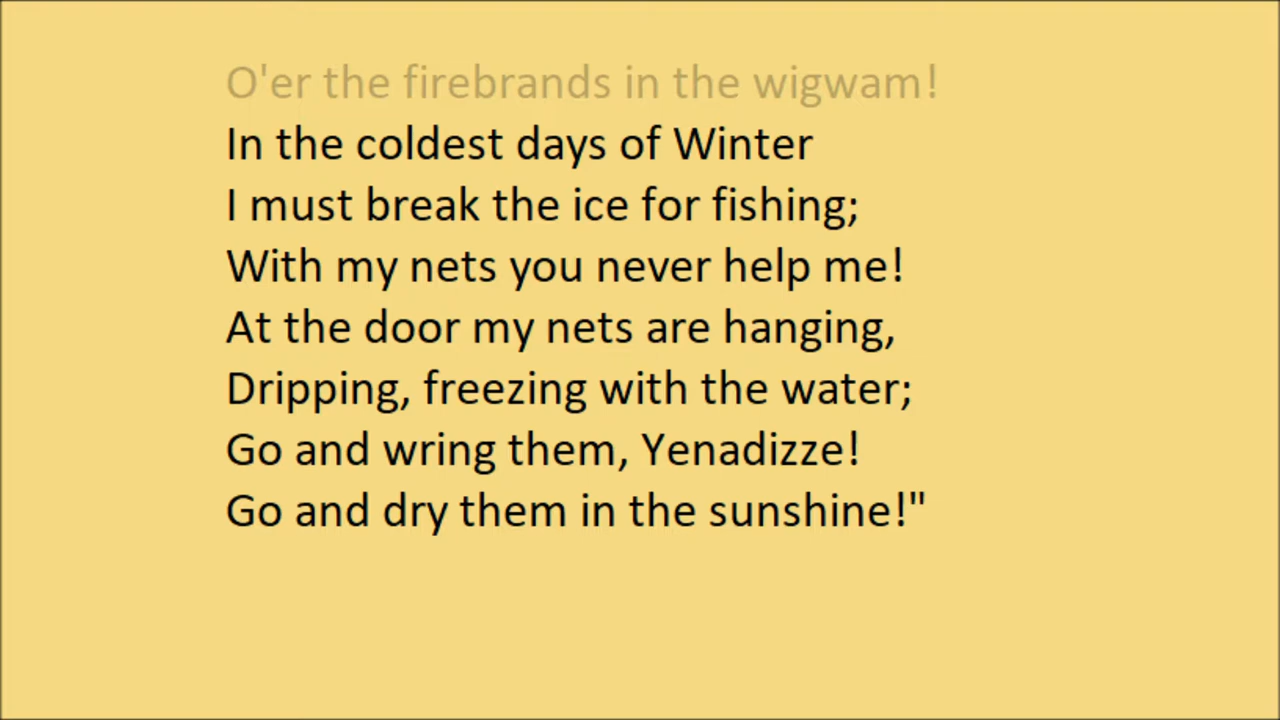 O'er the firebrands in the wigwam!
In the coldest days of Winter
I must break the ice for fishing;
With my nets you never help me!
At the door my nets are hanging,
Dripping, freezing with the water;
Go and wring them, Yenadizze!
Go and dry them in the sunshine!"